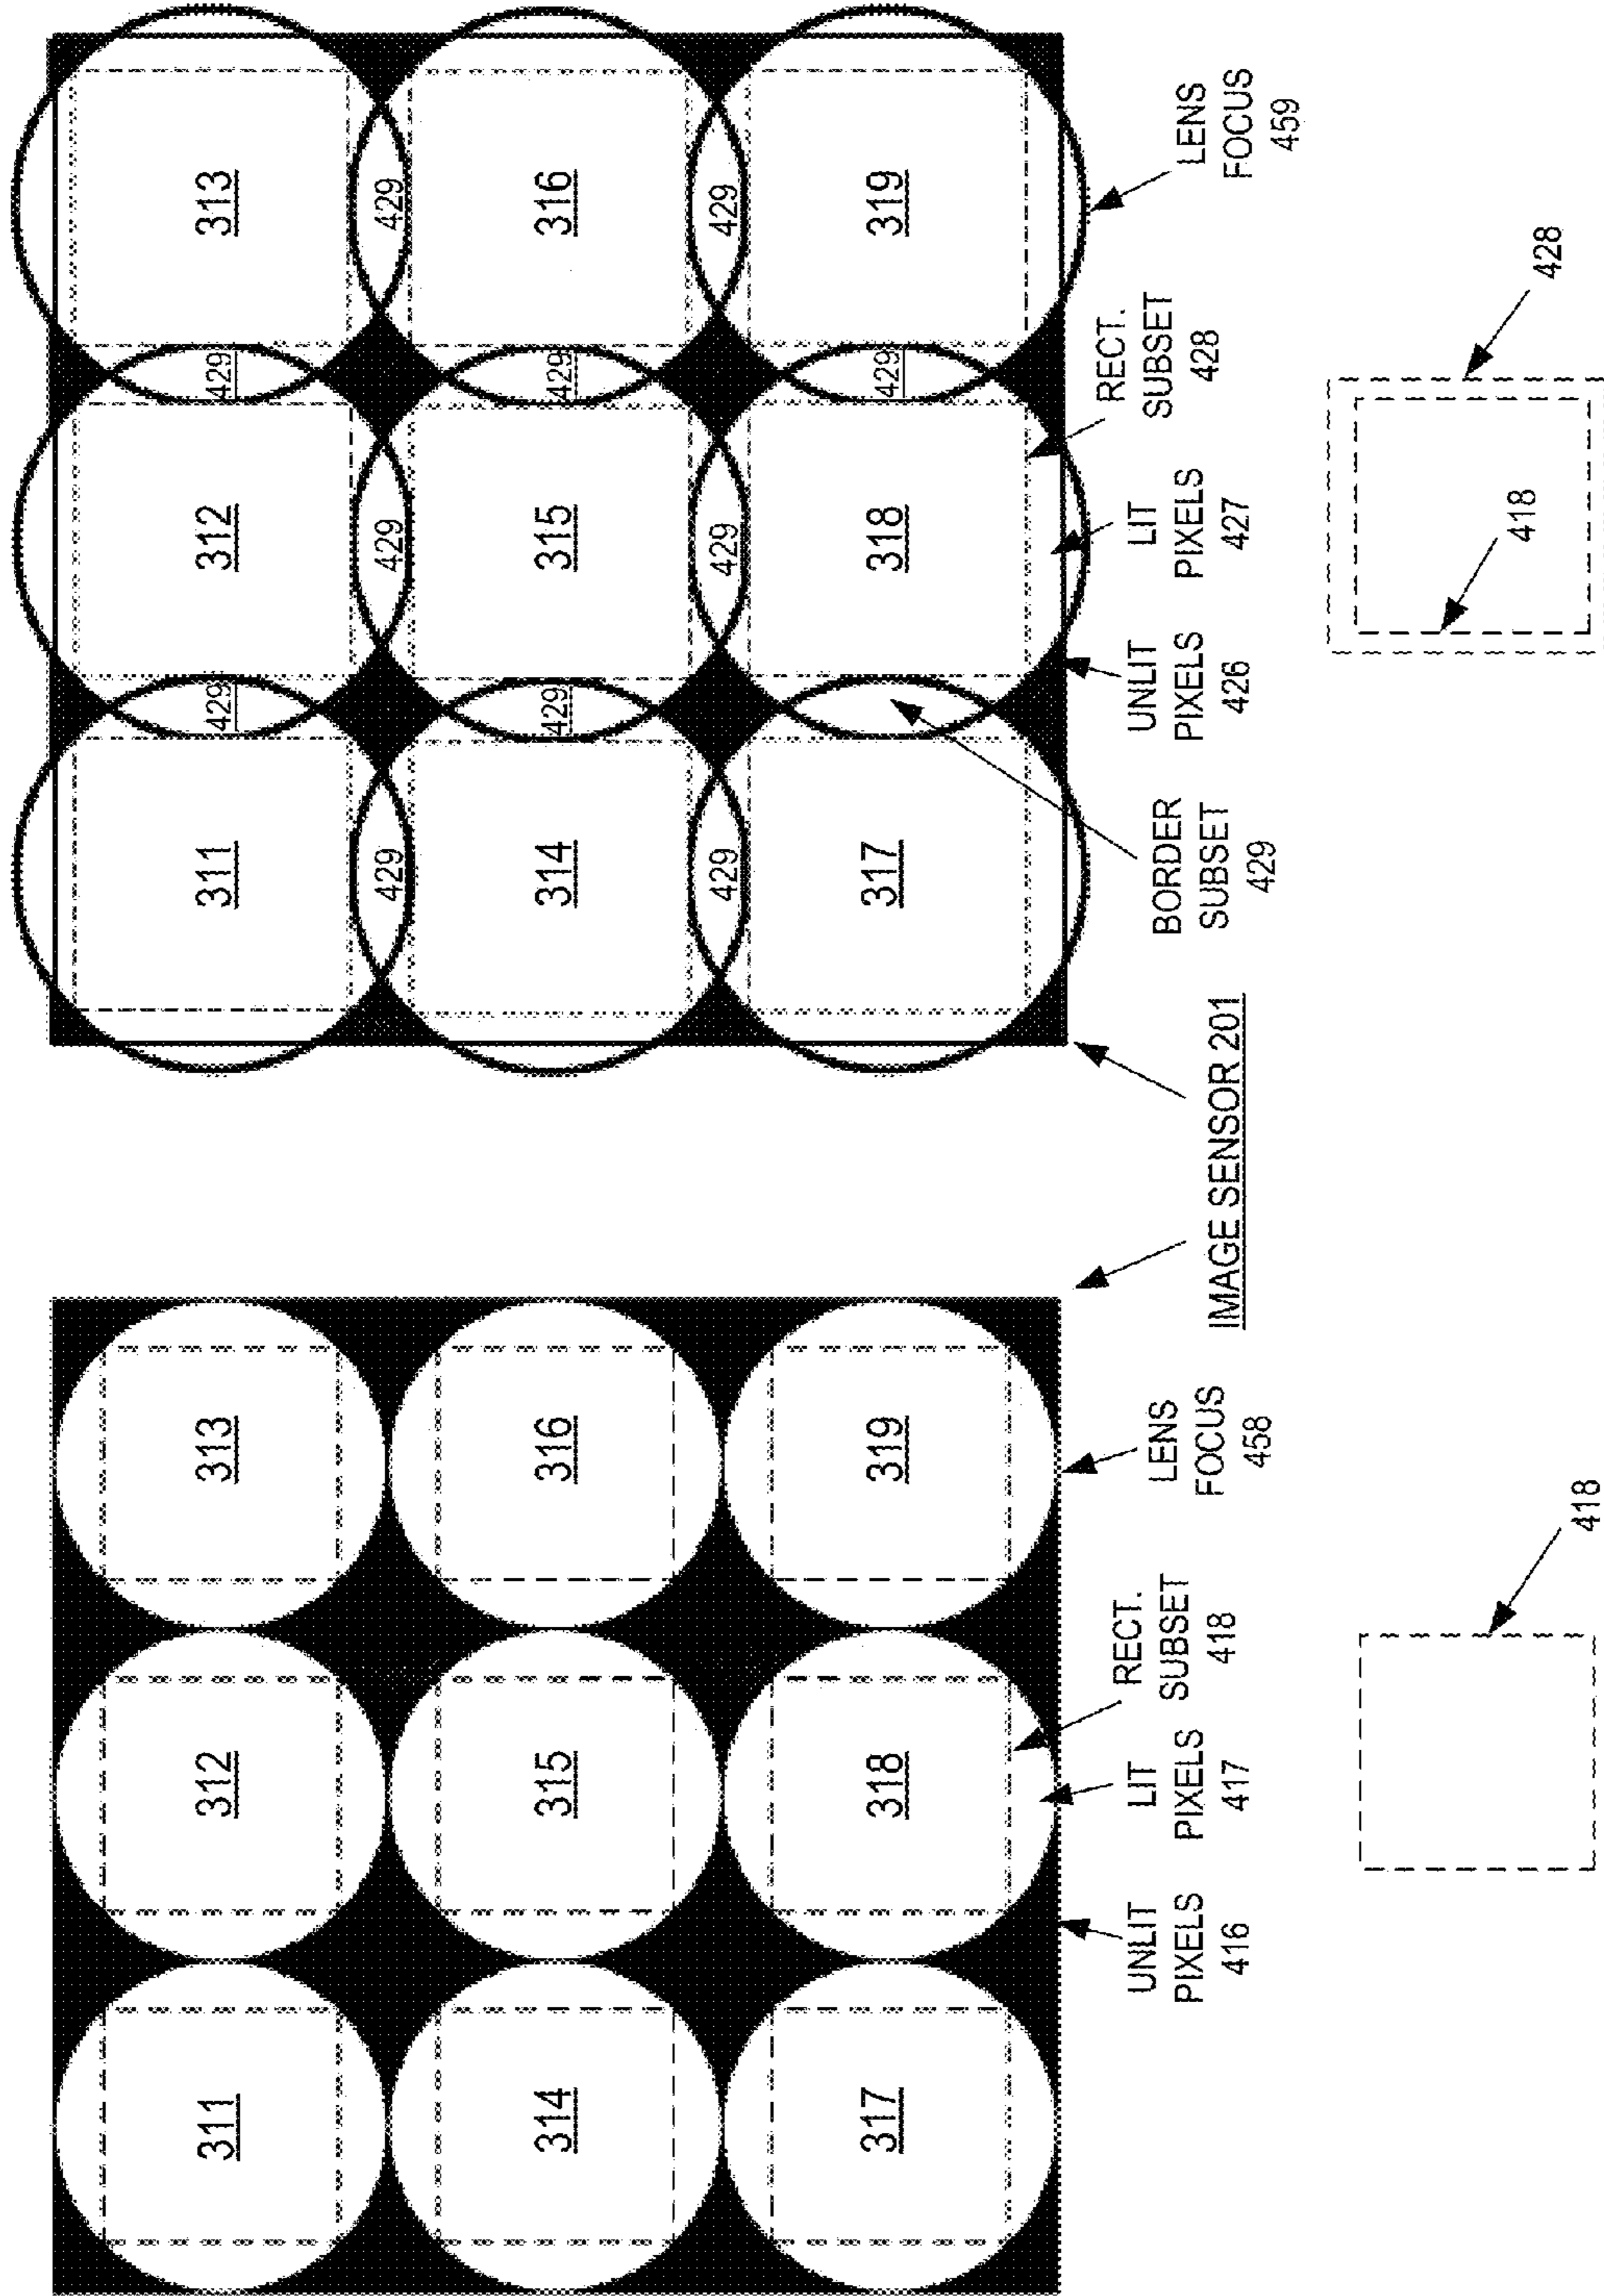 311
312
313
314
315
316
317
318
319
UNLIT
PIXELS
416
LIT
PIXELS
417
RECT.
SUBSET
418
LENS
FOCUS
458
418
IMAGE SENSOR 201
311
429
312
429
313
429
429
429
314
429
315
429
316
429
429
429
317
318
429
319
BORDER
SUBSET
429
UNLIT
PIXELS
426
LIT
PIXELS
427
RECT.
SUBSET
428
LENS
FOCUS
459
418
428